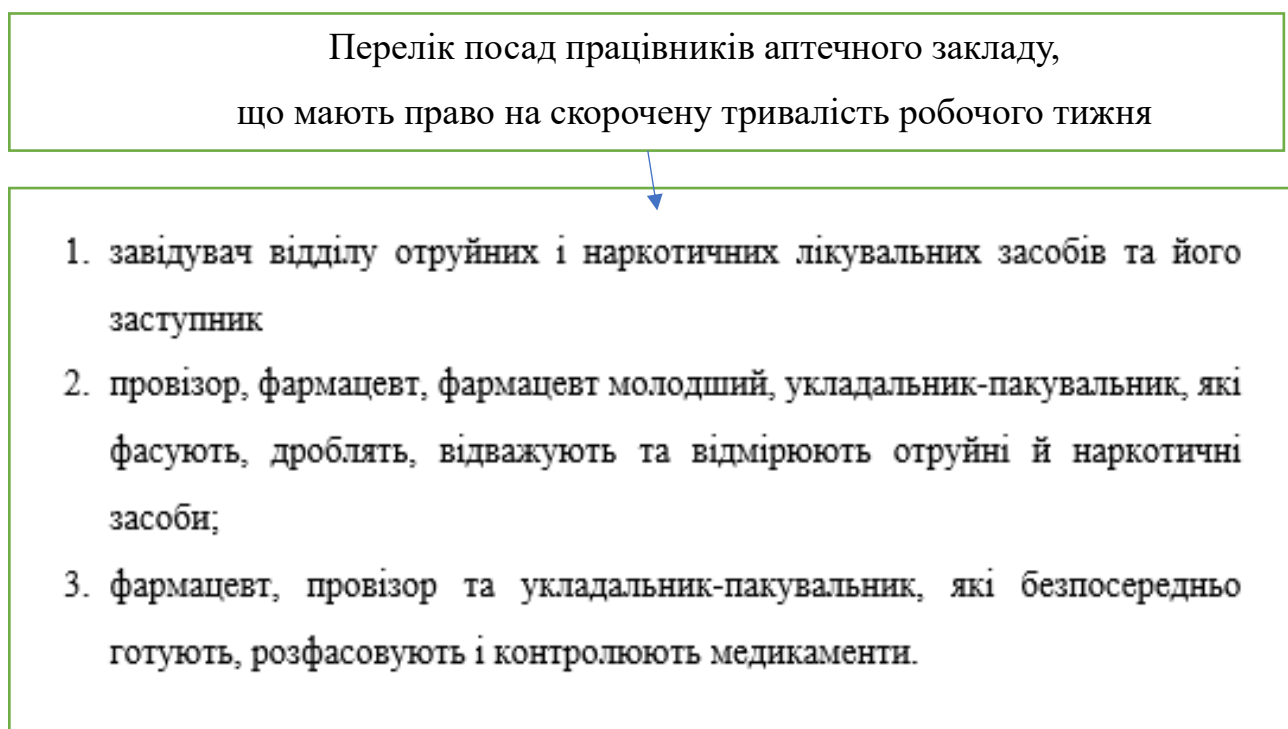 Перелік посад працівників аптечного закладу,
що мають право на скорочену тривалість робочого тижня
1. завідувач відділу отруйних і наркотичних лікувальних засобів та його
заступник
2. провізор, фармацевт, фармацевт молодший, укладальник-пакувальник, які
фасують, дроблять, відважують та відмірюють отруйні й наркотичні
засоби;
3. фармацевт, провізор та укладальник-пакувальник, які безпосередньо
готують, розфасовують і контролюють медикаменти.